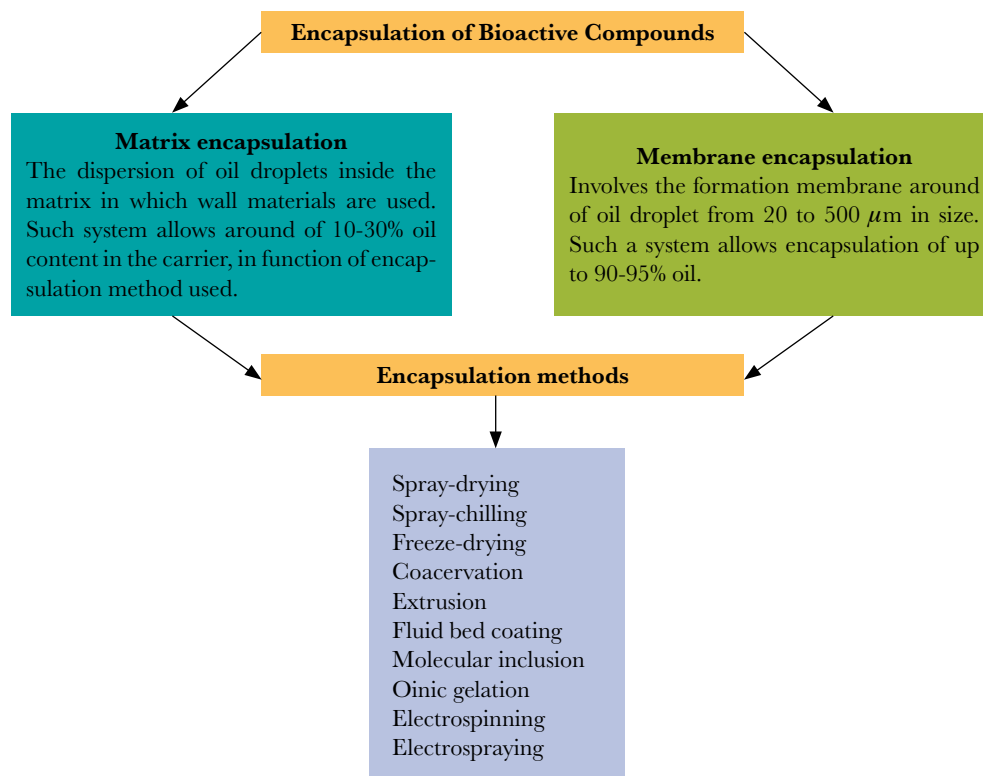 Encapsulation of Bioactive Compounds
Matrix encapsulation
The dispersion of oil droplets inside the
matrix in which wall materials are used.
Such system allows around of 10-30% oil
content in the carrier, in function of encap-
sulation method used.
Membrane encapsulation
Involves the formation membrane around
of oil droplet from 20 to 500 μm in size.
Such a system allows encapsulation of up
to 90-95% oil.
Encapsulation methods
Spray-drying
Spray-chilling
Freeze-drying
Coacervation
Extrusion
Fluid bed coating
Molecular inclusion
Oinic gelation
Electrospinning
Electrospraying